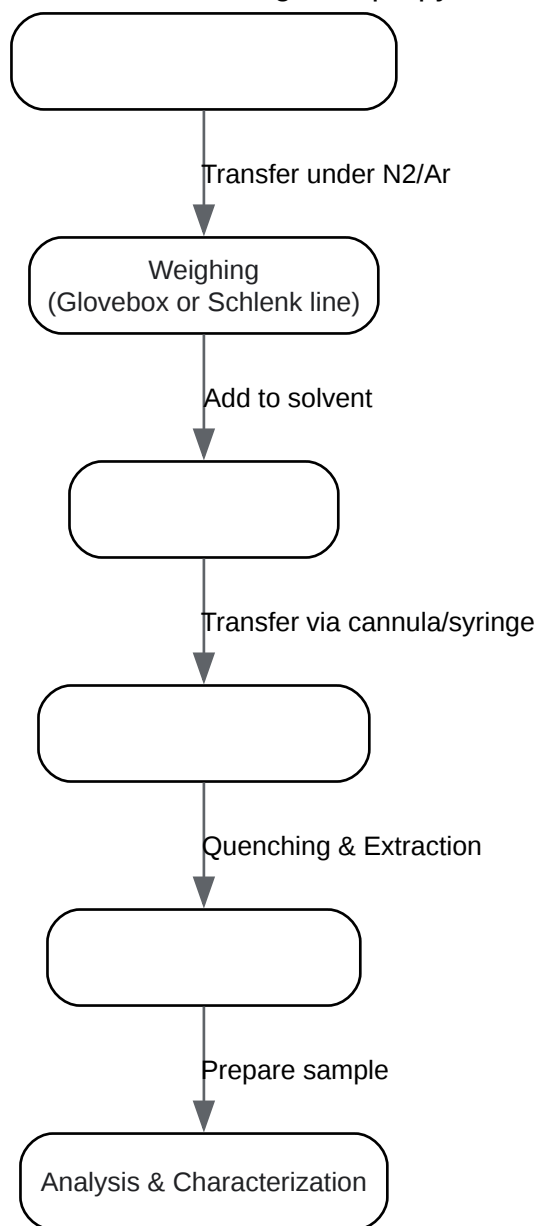 Transfer under N2/Ar
Weighing
(Glovebox or Schlenk line)
Add to solvent
Transfer via cannula/syringe
Quenching & Extraction
Prepare sample
Analysis & Characterization